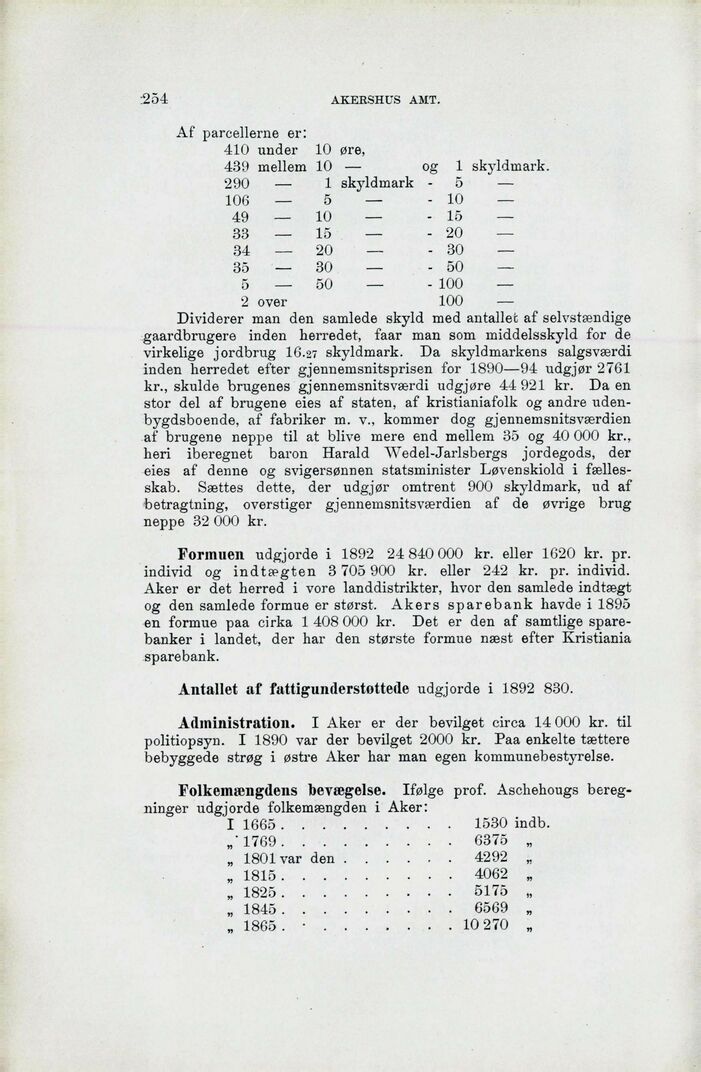 254 AKERSHUS AMT.
Af parcellerne er:
410 under 10 øre,
439 mellem 10 — og 1 skyldmark.
290 — 1 skyldmark - 5 —
106 — 5 — - 10 —
49 — 10 — - 15 —
33 — 15 — - 20 —
34 — 20 — - 30 —
35 — 30 — - 50 —
5 — 50 — - 100 —
2 over 100 —
Dividerer man den samlede skyld med antallet af selvstændige
gaardbrugere inden herredet, faar man som middelsskyld for de
virkelige jordbrug 16.27 skyldmark. Da skyldmarkens salgsværdi
inden herredet efter gjennemsnitsprisen for 1890—94 udgjør 2761
kr., skulde brugenes gjennemsnitsværdi udgjøre 44 921 kr. Da en
stor del af brugene eies af staten, af kristianiafolk og andre uden-
bygdsboende, af fabriker m. v., kommer dog gjennemsnitsværdien
af brugene neppe til at blive mere end mellem 35 og 40 000 kr.,
heri iberegnet baron Harald Wedel-Jarlsbergs jordegods, der
eies af denne og svigersønnen statsminister Løvenskiold i fælles-
skab. Sættes dette, der udgjør omtrent 900 skyldmark, ud af
betragtning, overstiger gjennemsnitsværdien af de øvrige brug
neppe 32 000 kr.
Formuen udgjorde i 1892 24 840 000 kr. eller 1620 kr. pr.
individ og indtægten 3 705 900 kr. eller 242 kr. pr. individ.
Aker er det herred i vore landdistrikter, hvor den samlede indtægt
og den samlede formue er størst. Akers sparebank havde i 1895
en formue paa cirka 1 408 000 kr. Det er den af samtlige spare-
banker i landet, der har den største formue næst efter Kristiania
sparebank.
Antallet af fattigunderstøttede udgjorde i 1892 830.
Administration. I Aker er der bevilget circa 14 000 kr. til
politiopsyn. I 1890 var der bevilget 2000 kr. Paa enkelte tættere
bebyggede strøg i østre Aker har man egen kommunebestyrelse.
Folkemængdens bevægelse. Ifølge prof. Aschehougs bereg-
ninger udgjorde folkemængden i Aker:
I 1665 . . . . . . . . . 1530 indb.
„ 1769 . . . . . . . . . 6375 „
„ 1801 var den . . . . . . 4292 „
„ 1815 . . . . . . . . . 4062 „
„ 1825 . . . . . . . . . 5175 „
„ 1845 . . . . . . . . . 6569 „
„ 1865 . . . . . . . . . 10 270 „